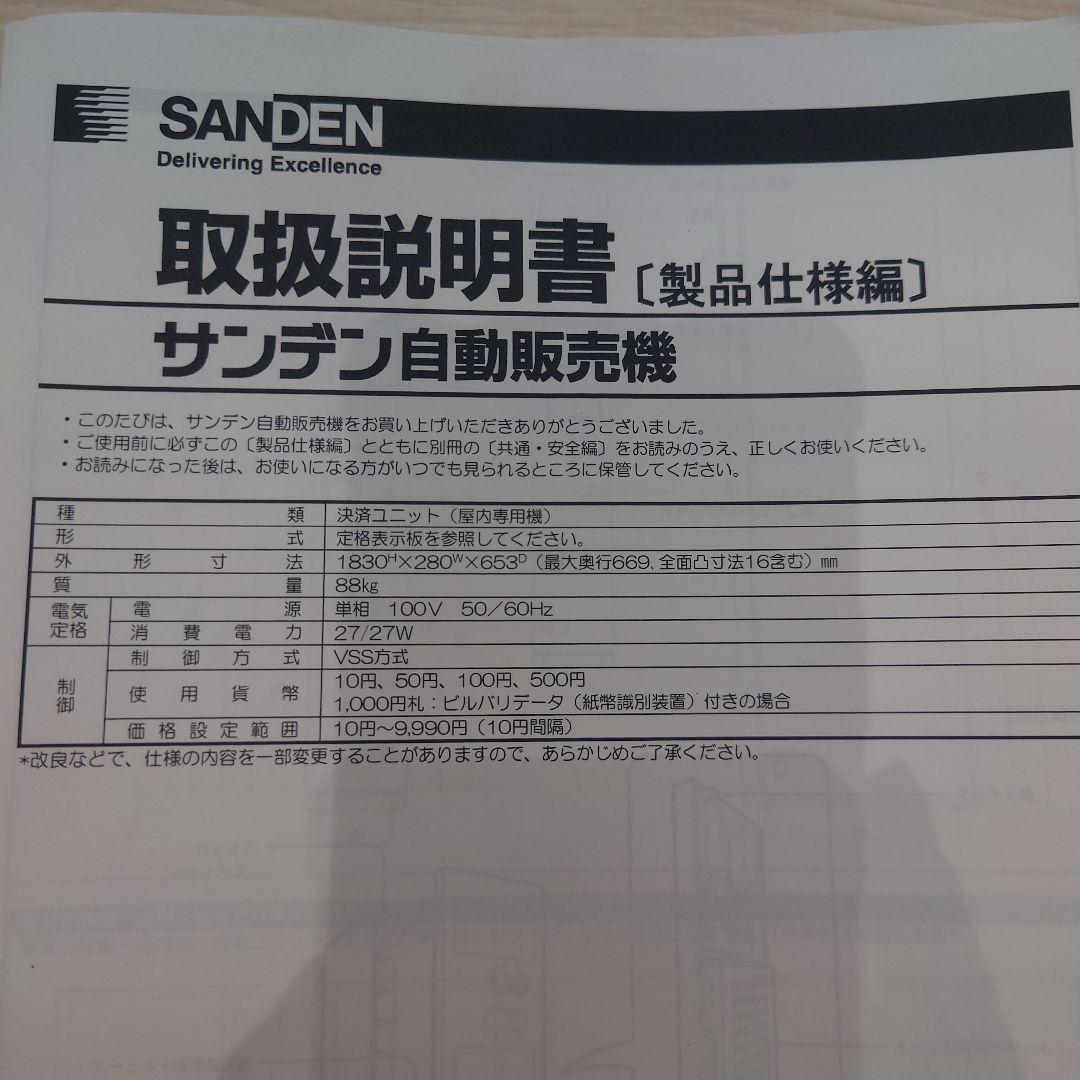 SANDEN
Delivering Excellence
取扱説明書〔製品仕様編〕
サンデン自動販売機
・このたびは、サンデン自動販売機をお買い上げいただきありがとうございました。
・ご使用前に必ずこの〔製品仕様編〕とともに別冊の〔共通・安全編〕をお読みのうえ、正しくお使いください。
・お読みになった後は、お使いになる方がいつでも見られるところに保管してください。
種類 決済ユニット（屋内専用機）
形式 定格表示板を参照してください。
外形寸法 1830ᴴ×280ᵂ×653ᴰ（最大奥行669、全面凸寸法16含む）㎜
質量 88㎏
電気定格 電源 単相 100V 50／60Hz
消費電力 27/27W
制御 制御方式 VSS方式
使用貨幣 10円、50円、100円、500円
1,000円札：ビルバリデータ（紙幣識別装置）付きの場合
価格設定範囲 10円～9,990円（10円間隔）
*改良などで、仕様の内容を一部変更することがありますので、あらかじめご了承ください。